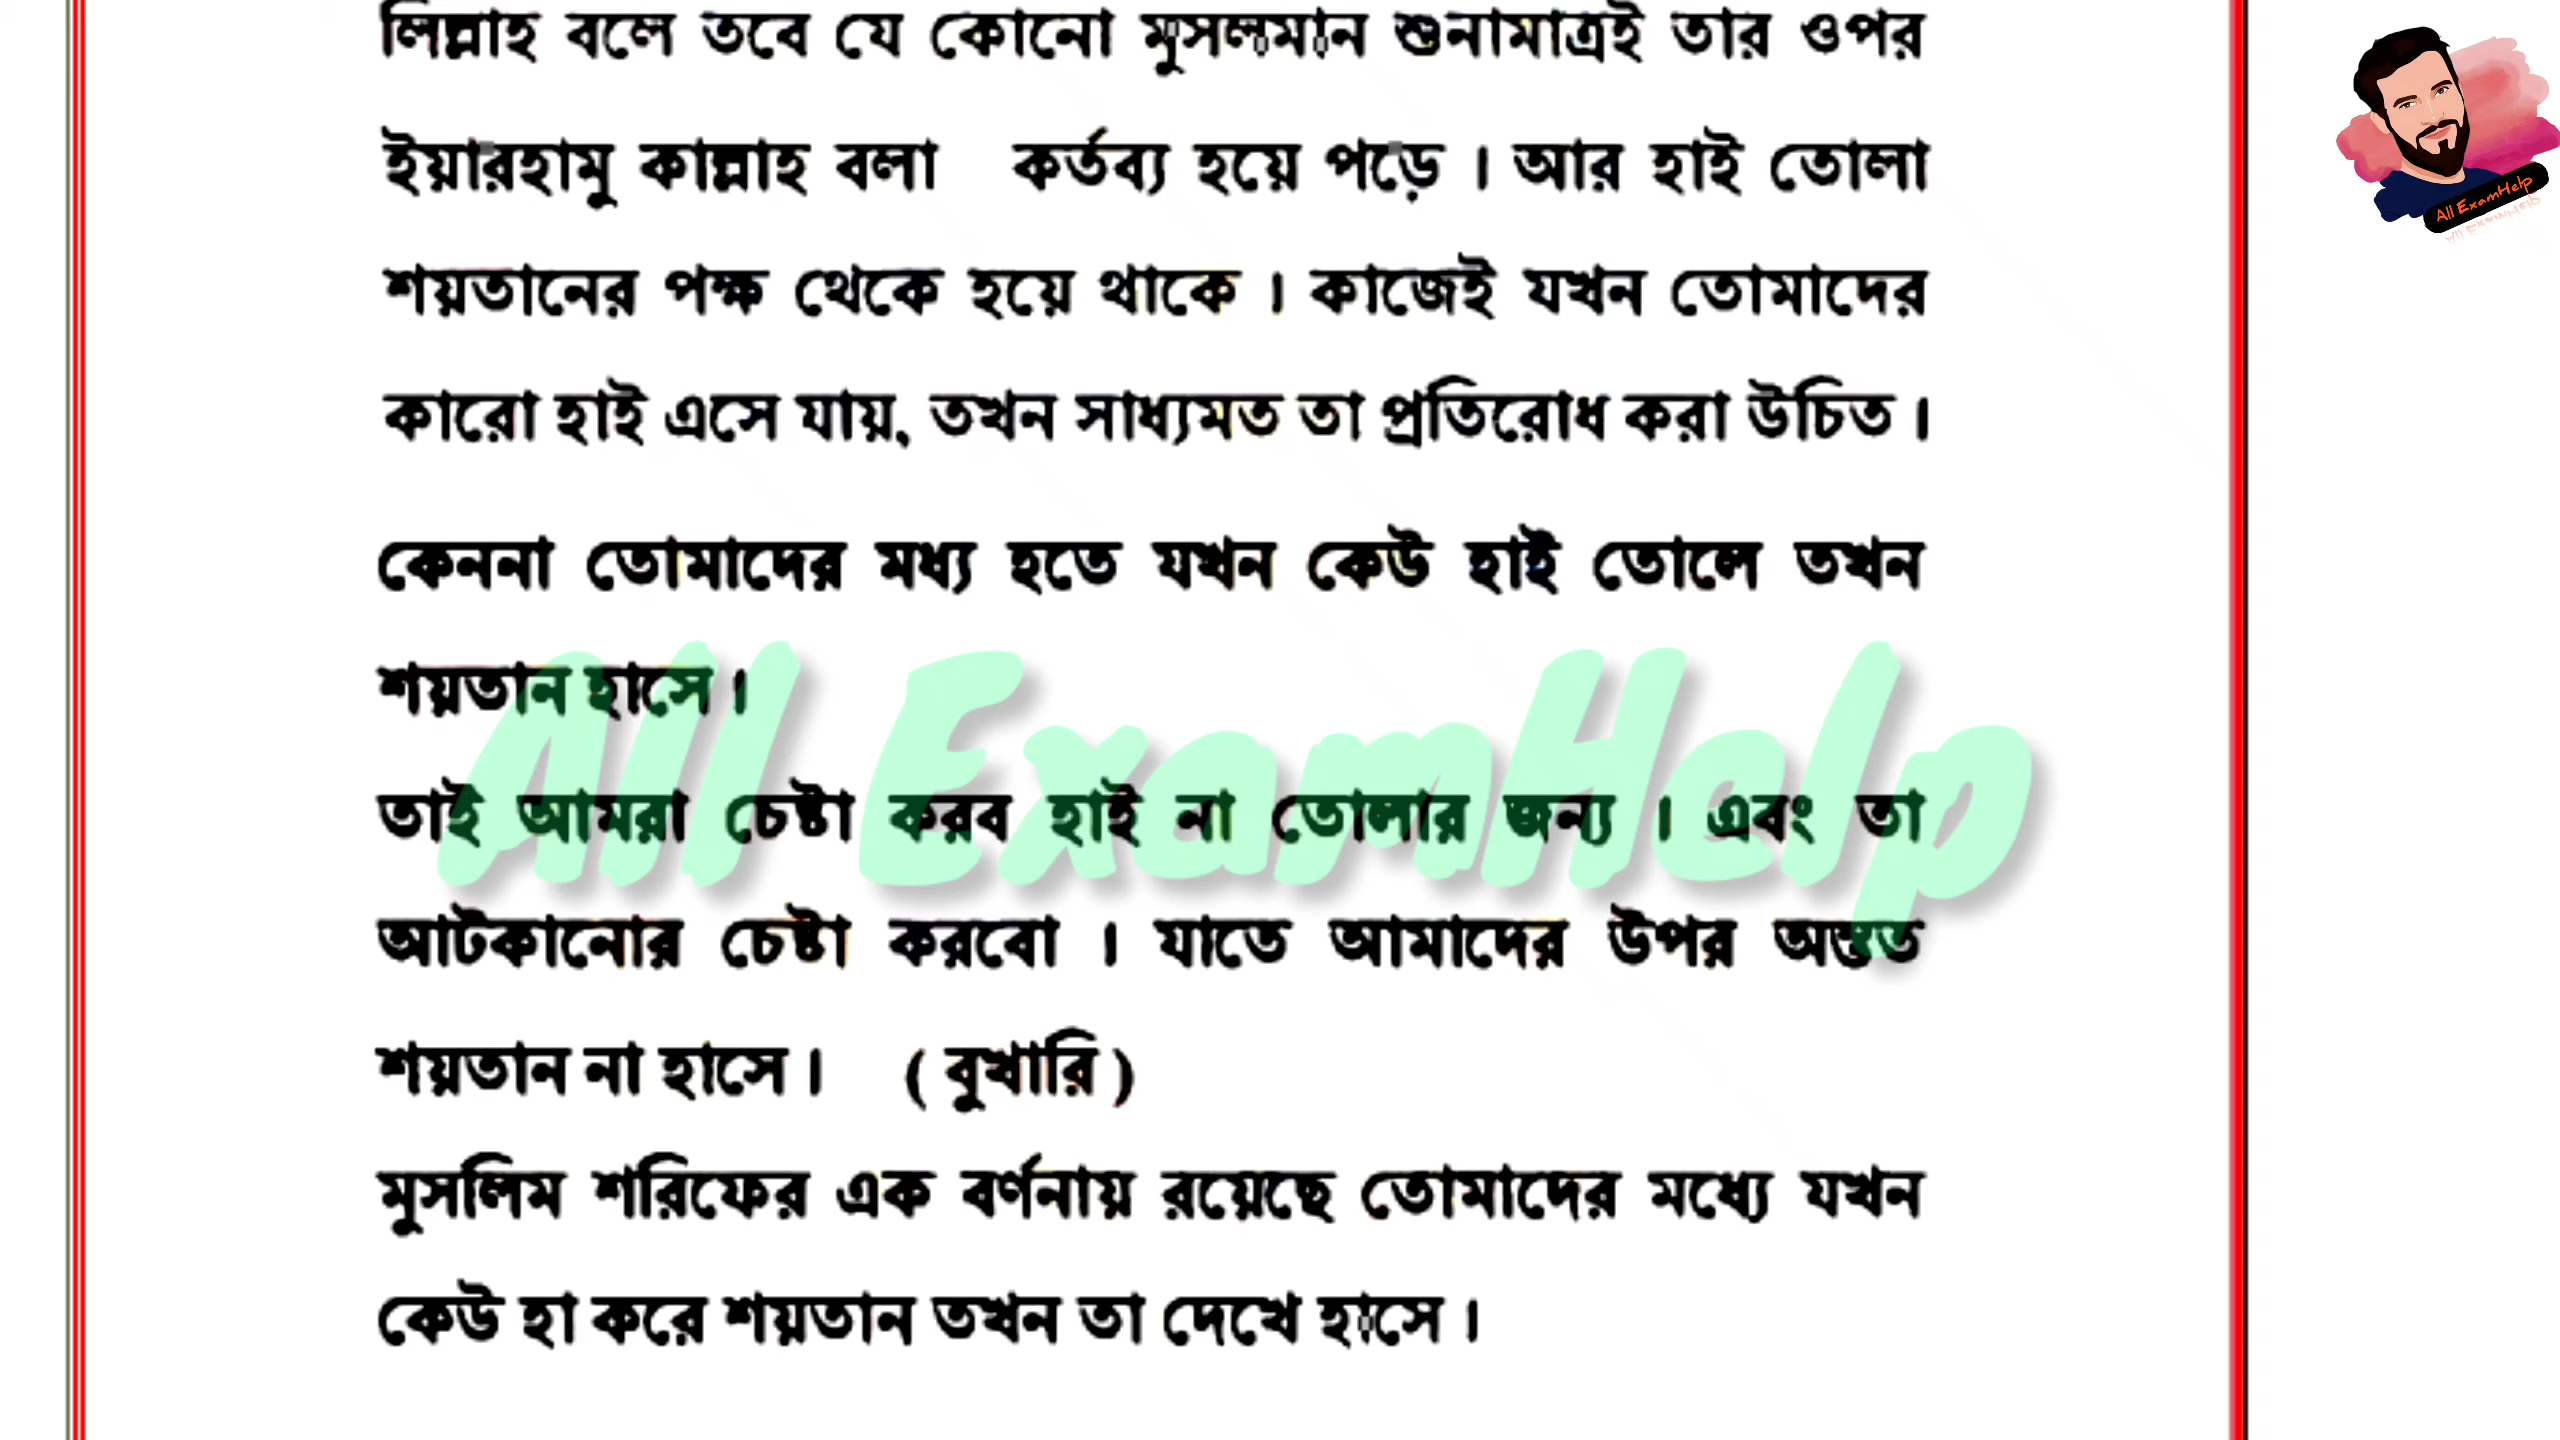 লিল্লাহ বলে তবে যে কোনো মুসলমান শুনামাত্রই তার ওপর
ইয়ারহামু কাল্লাহ বলা কর্তব্য হয়ে পড়ে । আর হাই তোলা
শয়তানের পক্ষ থেকে হয়ে থাকে । কাজেই যখন তোমাদের
কারো হাই এসে যায়, তখন সাধ্যমত তা প্রতিরোধ করা উচিত ।
কেননা তোমাদের মধ্য হতে যখন কেউ হাই তোলে তখন
শয়তান হাসে ।
তাই আমরা চেষ্টা করব হাই না তোলার জন্য । এবং তা
আটকানোর চেষ্টা করবো । যাতে আমাদের উপর অন্তত
শয়তান না হাসে । ( বুখারি )
মুসলিম শরিফের এক বর্ণনায় রয়েছে তোমাদের মধ্যে যখন
কেউ হা করে শয়তান তখন তা দেখে হাসে ।
All ExamHelp
All ExamHelp